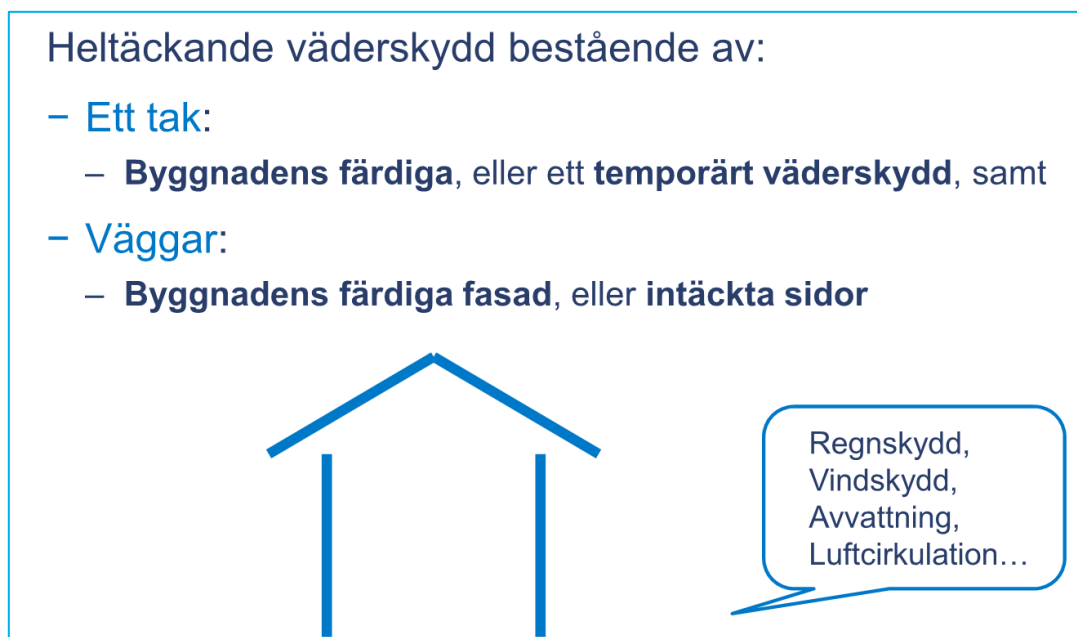 Heltäckande väderskydd bestående av:
− Ett tak:
– Byggnadens färdiga, eller ett temporärt väderskydd, samt
− Väggar:
– Byggnadens färdiga fasad, eller intäckta sidor
Regnskydd,
Vindskydd,
Avvattning,
Luftcirkulation…